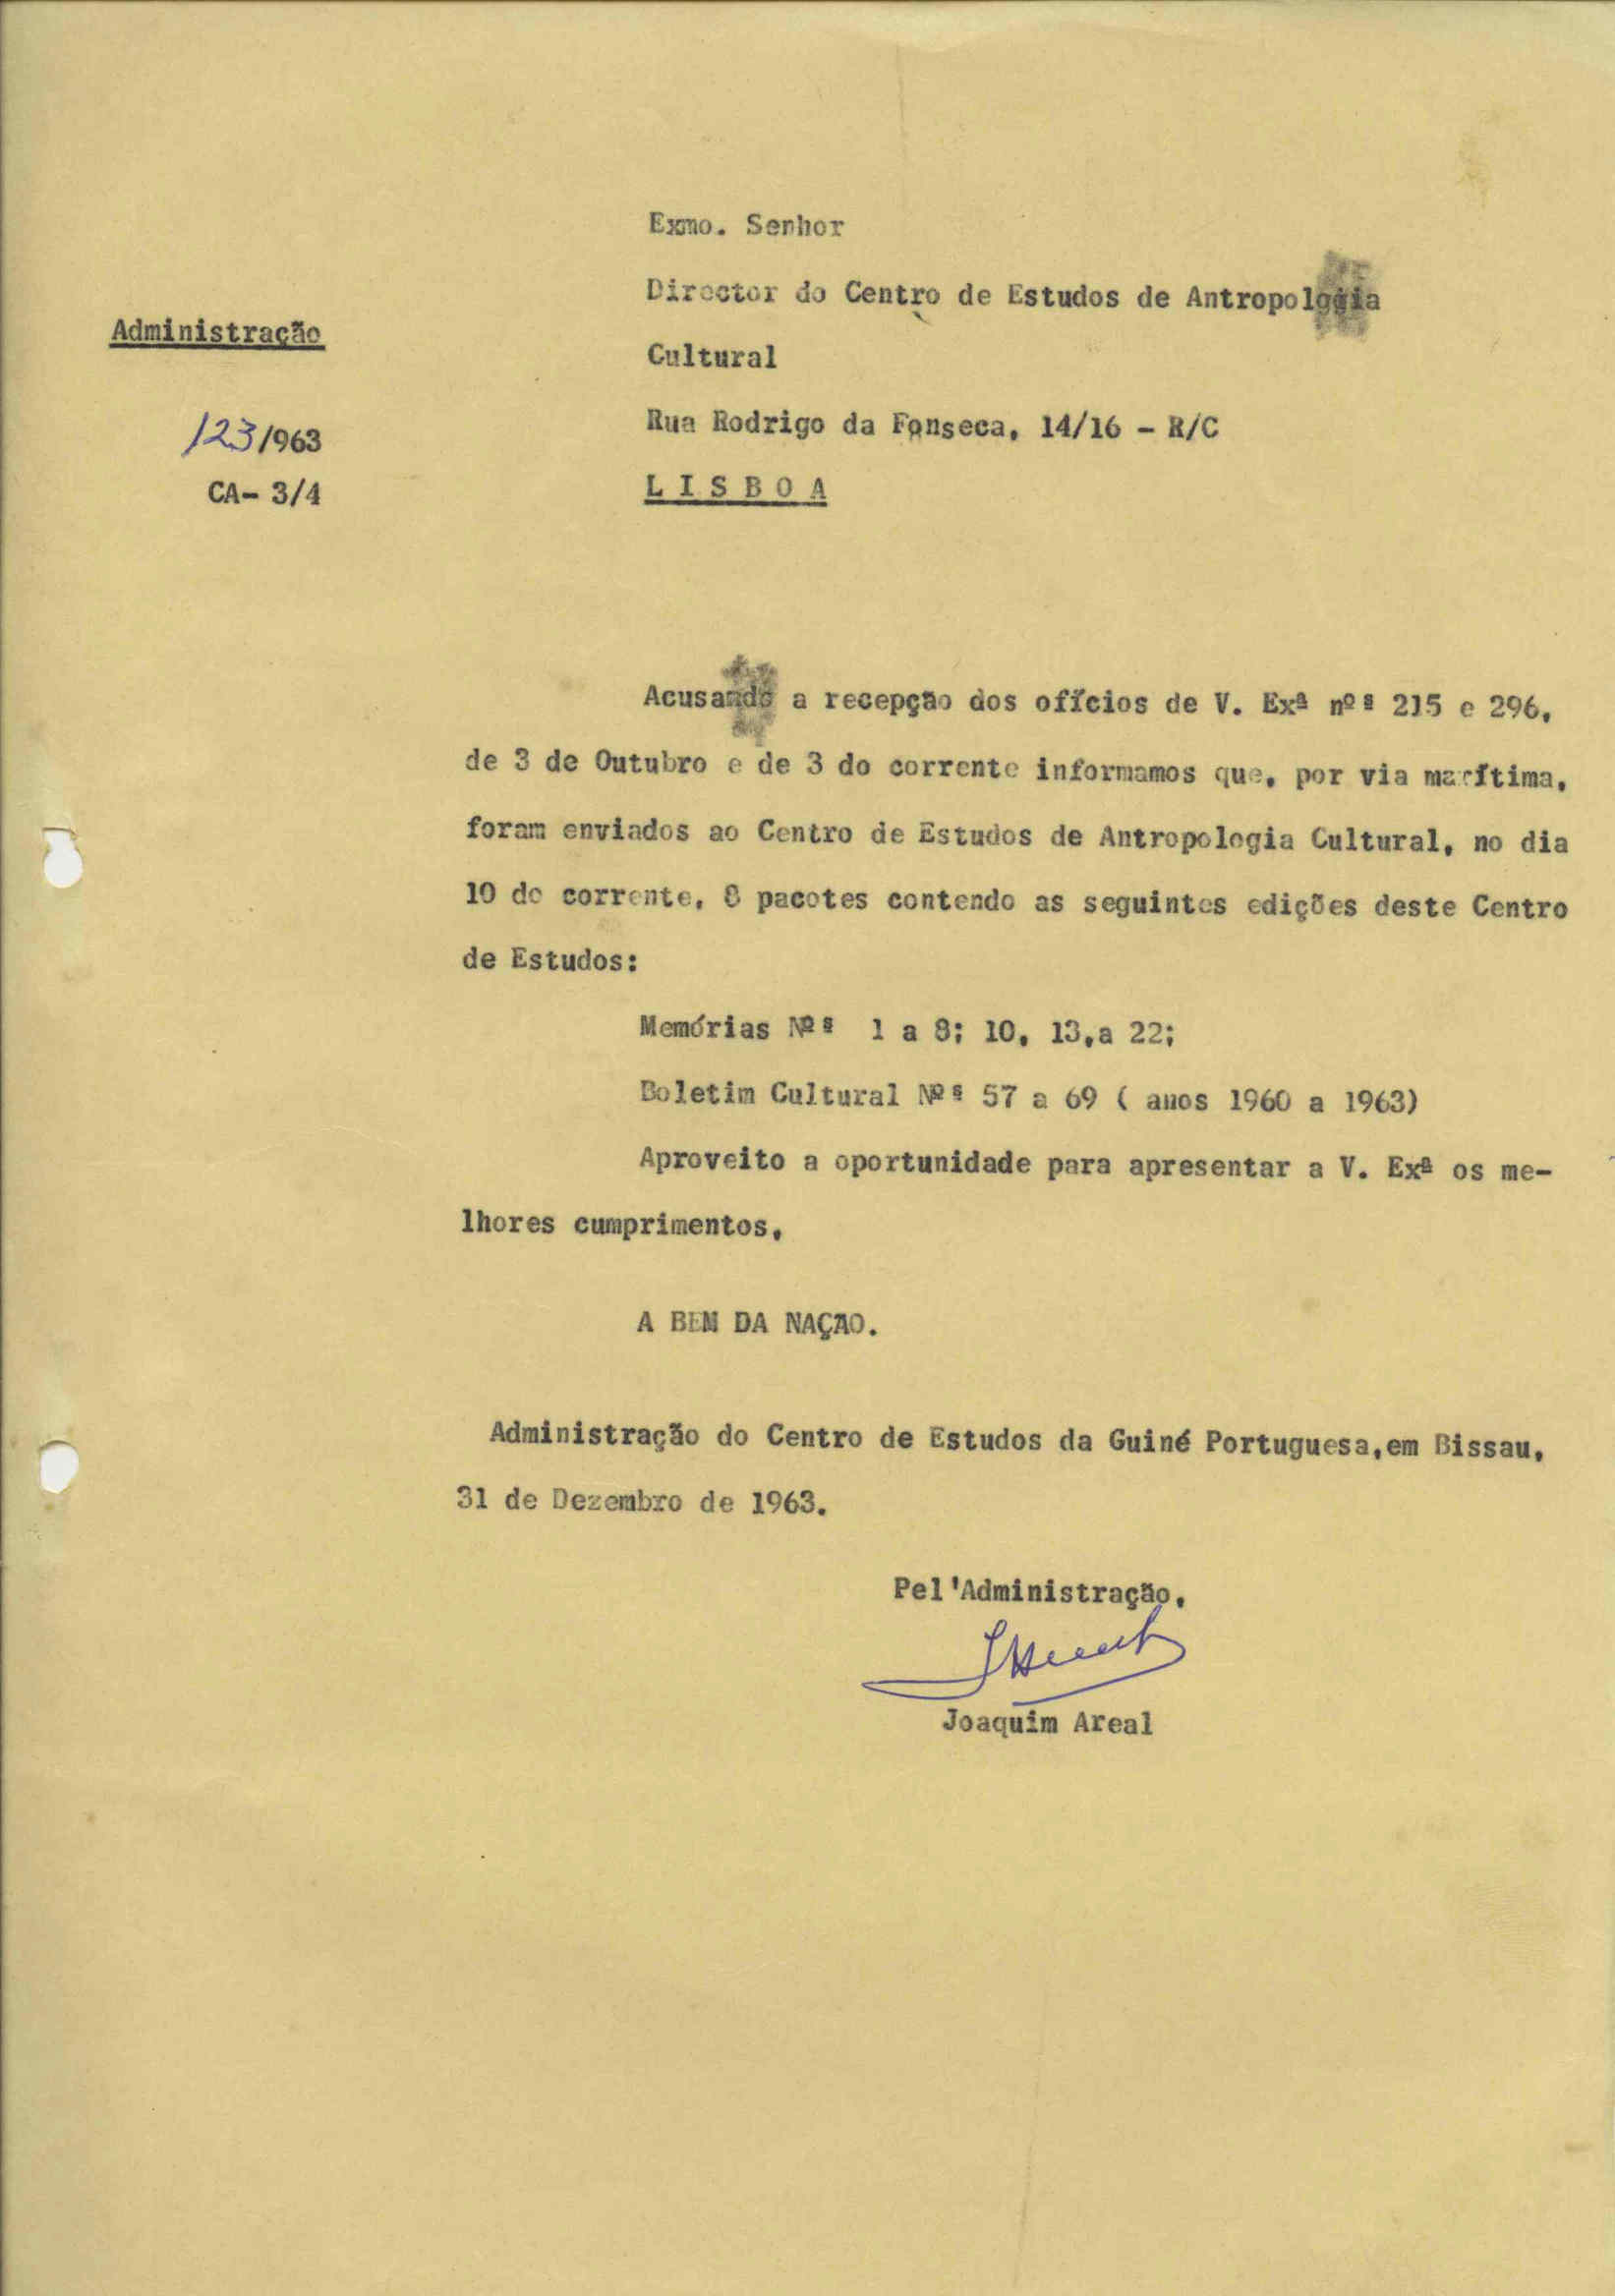 Exmo. Senhor
Director do Centro de Estudos de Antropologia
Administração
Cultural
123/963
Rua Rodrigo da Fonseca, 14/16 - R/C
CA- 3/4
L I S B O A
Acusando a recepção dos ofícios de V. Exª nºs 215 e 296,
de 3 de Outubro e de 3 do corrente informamos que, por via marítima,
foram enviados ao Centro de Estudos de Antropologia Cultural, no dia
10 do corrente, 8 pacotes contendo as seguintes edições deste Centro
de Estudos:
Memórias Nºs 1 a 8; 10, 13,a 22;
Boletim Cultural Nºs 57 a 69 ( anos 1960 a 1963)
Aproveito a oportunidade para apresentar a V. Exª os me-
lhores cumprimentos,
A BEM DA NAÇÃO.
Administração do Centro de Estudos da Guiné Portuguesa,em Bissau,
31 de Dezembro de 1963.
Pel'Administração,
Joaquim Areal